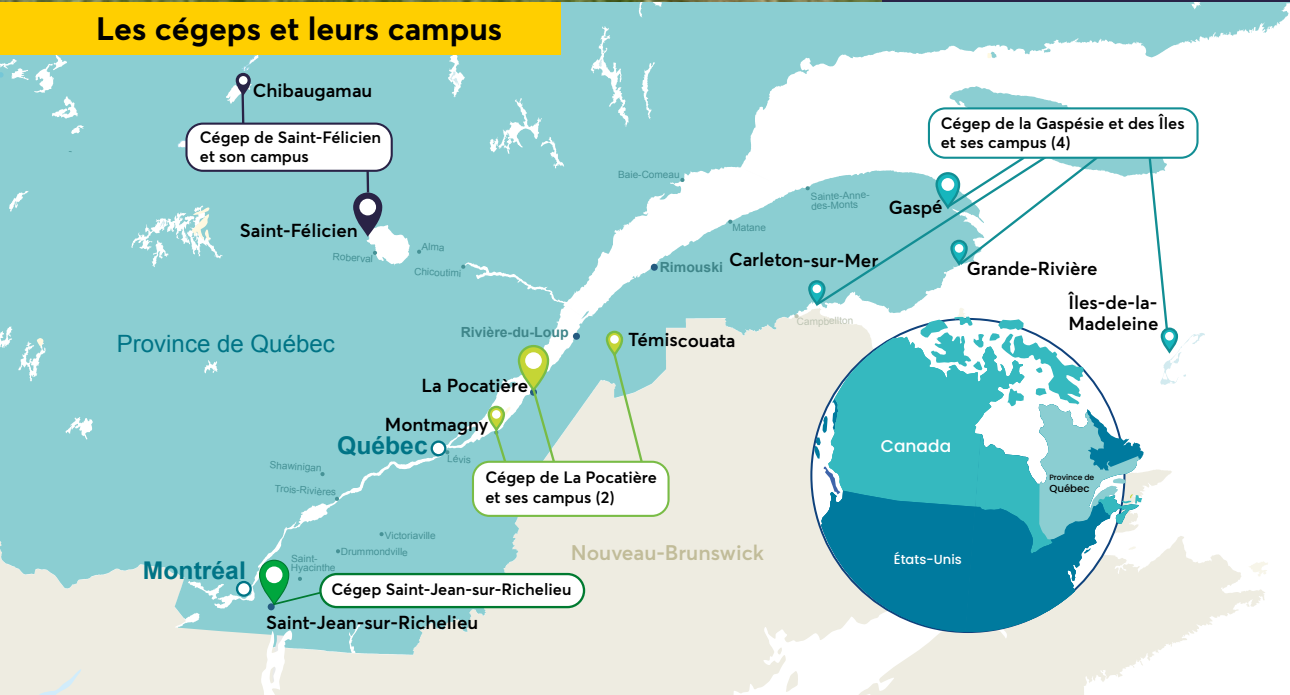 Les cégeps et leurs campus
Chibaugamau
Cégep de Saint-Félicien
et son campus
Cégep de la Gaspésie et des Îles
et ses campus (4)
Baie-Comeau
Sainte-Anne-
des-Monts
Gaspé
Saint-Félicien
Matane
Roberval
Alma
Chicoutimi
Rimouski
Carleton-sur-Mer
Grande-Rivière
Îles-de-la-
Madeleine
Campbellton
Rivière-du-Loup
Témiscouata
Province de Québec
La Pocatière
Montmagny
Québec
Lévis
Canada
Shawinigan
Trois-Rivières
Cégep de La Pocatière
et ses campus (2)
Province de
Québec
Victoriaville
Drummondville
Nouveau-Brunswick
États-Unis
Saint-
Hyacinthe
Montréal
Cégep Saint-Jean-sur-Richelieu
Saint-Jean-sur-Richelieu